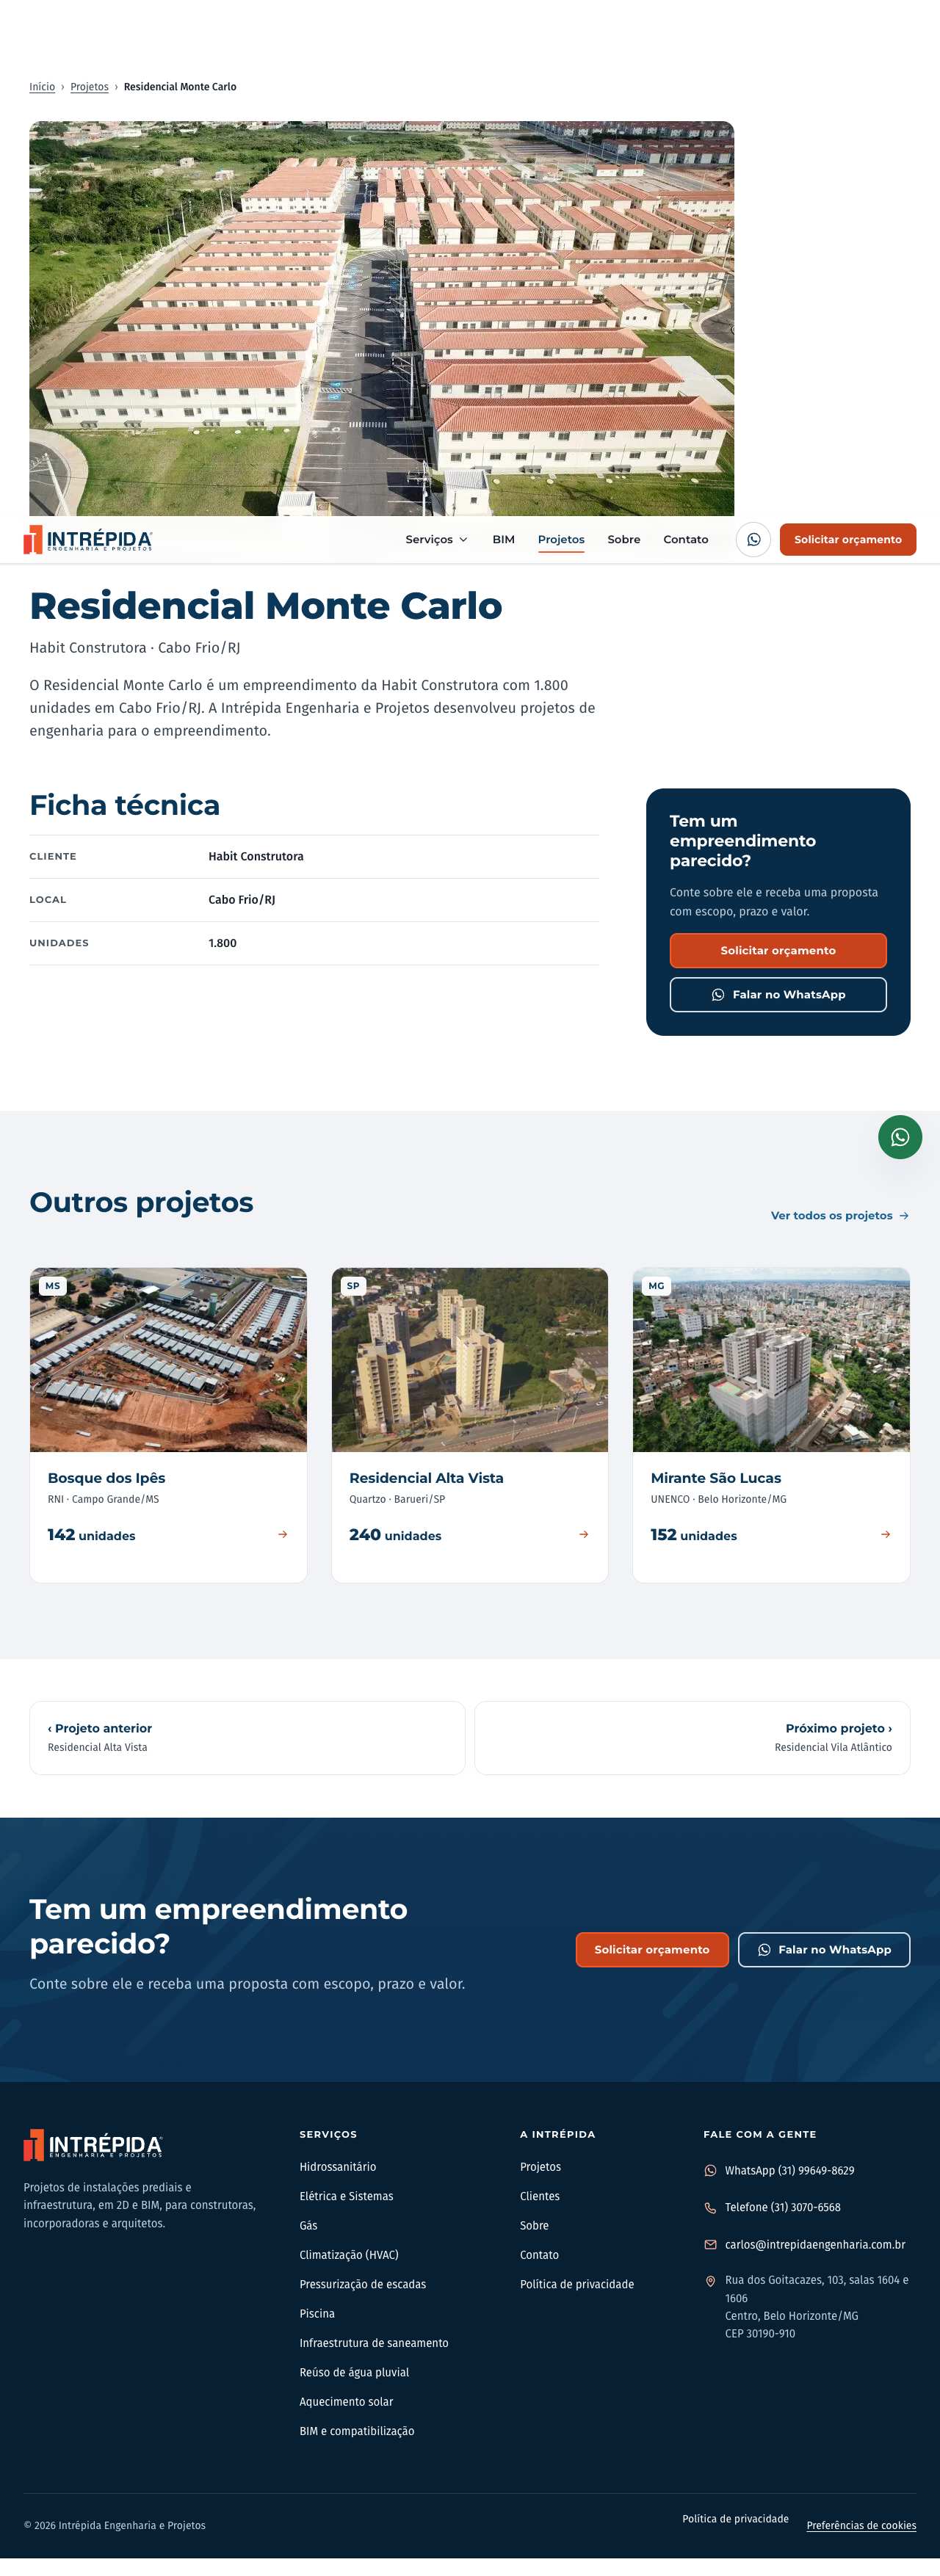 Início › Projetos › Residencial Monte Carlo
INTRÉPIDA
ENGENHARIA E PROJETOS
Serviços
BIM
Projetos
Sobre
Contato
Solicitar orçamento
Residencial Monte Carlo
Habit Construtora · Cabo Frio/RJ
O Residencial Monte Carlo é um empreendimento da Habit Construtora com 1.800
unidades em Cabo Frio/RJ. A Intrépida Engenharia e Projetos desenvolveu projetos de
engenharia para o empreendimento.
Ficha técnica
CLIENTE Habit Construtora
LOCAL Cabo Frio/RJ
UNIDADES 1.800
Tem um
empreendimento
parecido?
Conte sobre ele e receba uma proposta
com escopo, prazo e valor.
Solicitar orçamento
Falar no WhatsApp
Outros projetos
Ver todos os projetos →
MS
Bosque dos Ipês
RNI · Campo Grande/MS
142 unidades →
SP
Residencial Alta Vista
Quartzo · Barueri/SP
240 unidades →
MG
Mirante São Lucas
UNENCO · Belo Horizonte/MG
152 unidades →
‹ Projeto anterior
Residencial Alta Vista
Próximo projeto ›
Residencial Vila Atlântico
Tem um empreendimento
parecido?
Conte sobre ele e receba uma proposta com escopo, prazo e valor.
Solicitar orçamento
Falar no WhatsApp
INTRÉPIDA
ENGENHARIA E PROJETOS
Projetos de instalações prediais e
infraestrutura, em 2D e BIM, para construtoras,
incorporadoras e arquitetos.
SERVIÇOS
Hidrossanitário
Elétrica e Sistemas
Gás
Climatização (HVAC)
Pressurização de escadas
Piscina
Infraestrutura de saneamento
Reúso de água pluvial
Aquecimento solar
BIM e compatibilização
A INTRÉPIDA
Projetos
Clientes
Sobre
Contato
Política de privacidade
FALE COM A GENTE
WhatsApp (31) 99649-8629
Telefone (31) 3070-6568
carlos@intrepidaengenharia.com.br
Rua dos Goitacazes, 103, salas 1604 e
1606
Centro, Belo Horizonte/MG
CEP 30190-910
© 2026 Intrépida Engenharia e Projetos
Política de privacidade
Preferências de cookies